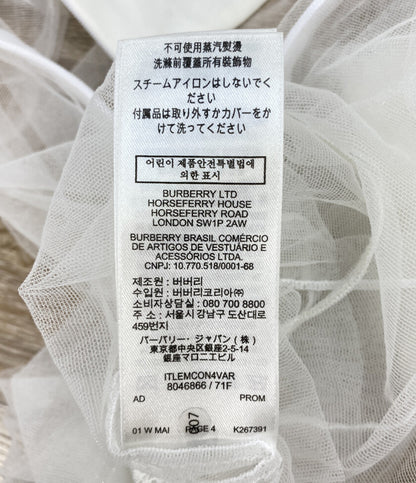 不可使用蒸汽熨燙
洗滌前覆蓋所有裝飾物
スチームアイロンはしないでく
ださい
付属品は取り外すかカバーをか
けて洗ってください
어린이 제품안전특별법에
의한 표시
BURBERRY LTD
HORSEFERRY HOUSE
HORSEFERRY ROAD
LONDON SW1P 2AW
BURBERRY BRASIL COMÉRCIO
DE ARTIGOS DE VESTUÁRIO E
ACESSÓRIOS LTDA.
CNPJ: 10.770.518/0001-68
제조원 : 버버리
수입원 : 버버리코리아㈜
소비자상담실 : 080 700 8800
주 소 : 서울시강남구 도산대로
459번지
バーバリー・ジャパン (株)
東京都中央区銀座2-5-14
銀座マロニエビル
ITLEMCON4VAR
8046866 / 71F
AD PROM
007
01 W MAI PAGE 4 K267391